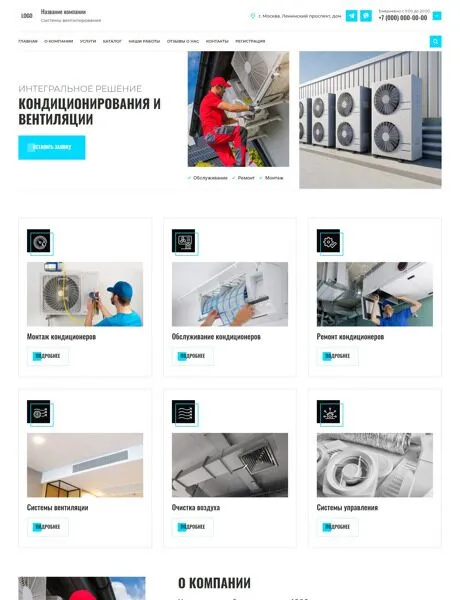 LOGO
Название компании
Системы вентилирования
г. Москва, Ленинский проспект, дом
Ежедневно с 9:00 до 20:00
+7 (000) 000-00-00
ГЛАВНАЯ О КОМПАНИИ УСЛУГИ КАТАЛОГ НАШИ РАБОТЫ ОТЗЫВЫ О НАС КОНТАКТЫ РЕГИСТРАЦИЯ
ИНТЕГРАЛЬНОЕ РЕШЕНИЕ
КОНДИЦИОНИРОВАНИЯ И
ВЕНТИЛЯЦИИ
ОСТАВИТЬ ЗАЯВКУ
Обслуживание Ремонт Монтаж
Монтаж кондиционеров
ПОДРОБНЕЕ
Обслуживание кондиционеров
ПОДРОБНЕЕ
Ремонт кондиционеров
ПОДРОБНЕЕ
Системы вентиляции
ПОДРОБНЕЕ
Очистка воздуха
ПОДРОБНЕЕ
Системы управления
ПОДРОБНЕЕ
О КОМПАНИИ